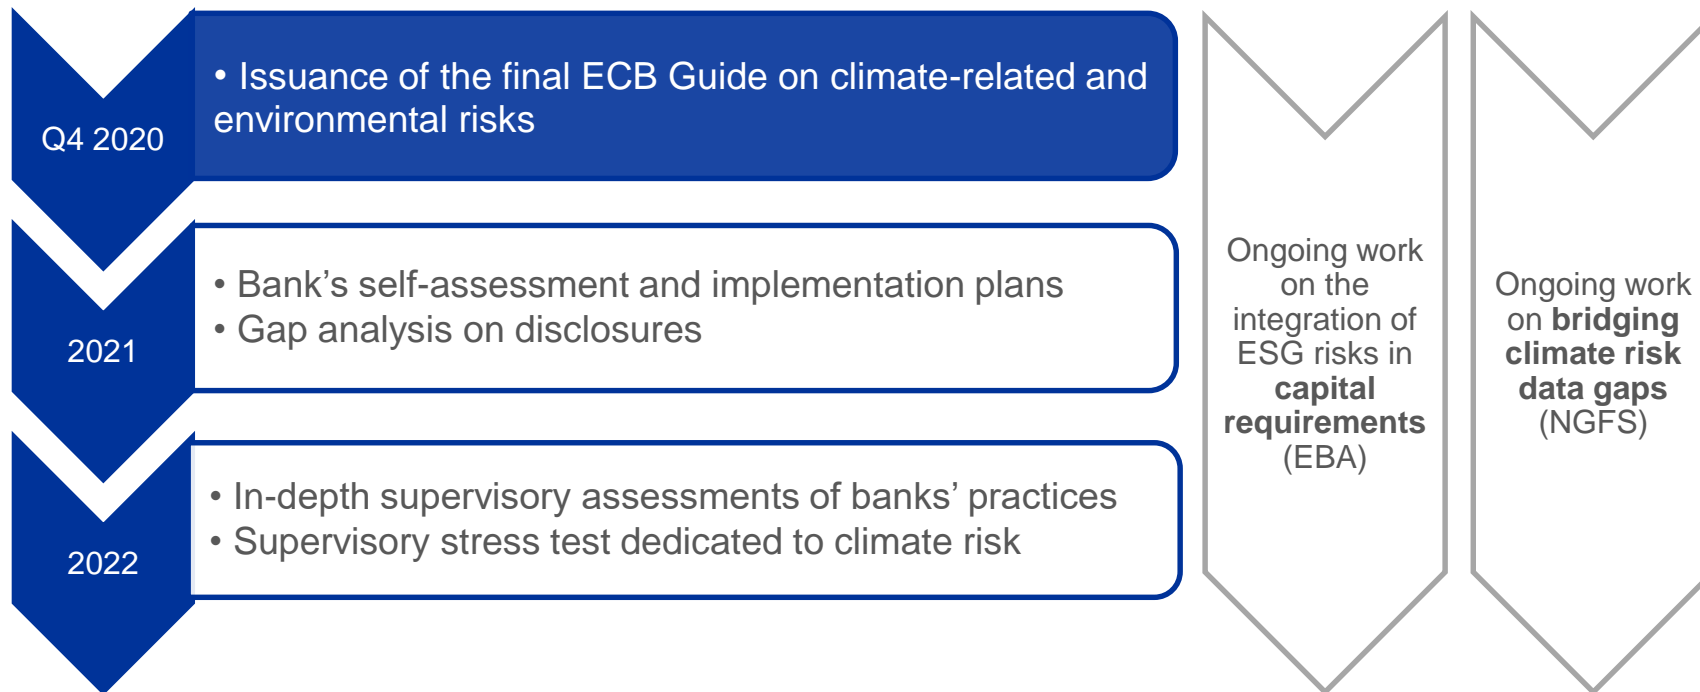 Q4 2020
• Issuance of the final ECB Guide on climate-related and
environmental risks
2021
• Bank’s self-assessment and implementation plans
• Gap analysis on disclosures
2022
• In-depth supervisory assessments of banks’ practices
• Supervisory stress test dedicated to climate risk
Ongoing work
on the
integration of
ESG risks in
capital
requirements
(EBA)
Ongoing work
on bridging
climate risk
data gaps
(NGFS)